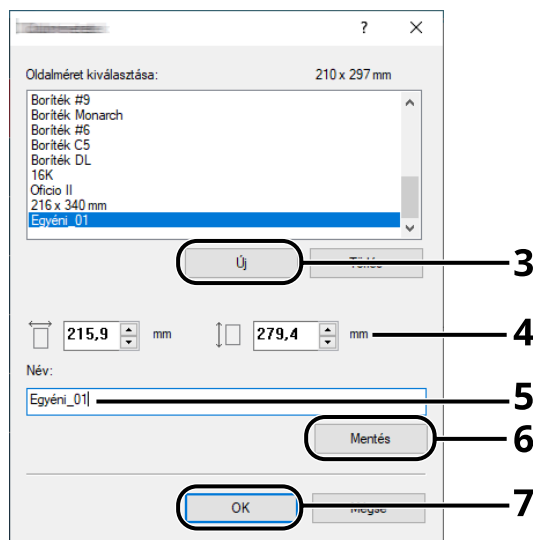 ?
Oldalméret kiválasztása: 210 x 297 mm
Boríték #9
Boríték Monarch
Boríték #6
Boríték C5
Boríték DL
16K
Oficio II
216 x 340 mm
Egyéni_01
Új Törlés 3
215,9 mm 279,4 mm 4
Név:
Egyéni_01 5
Mentés 6
OK Mégse 7